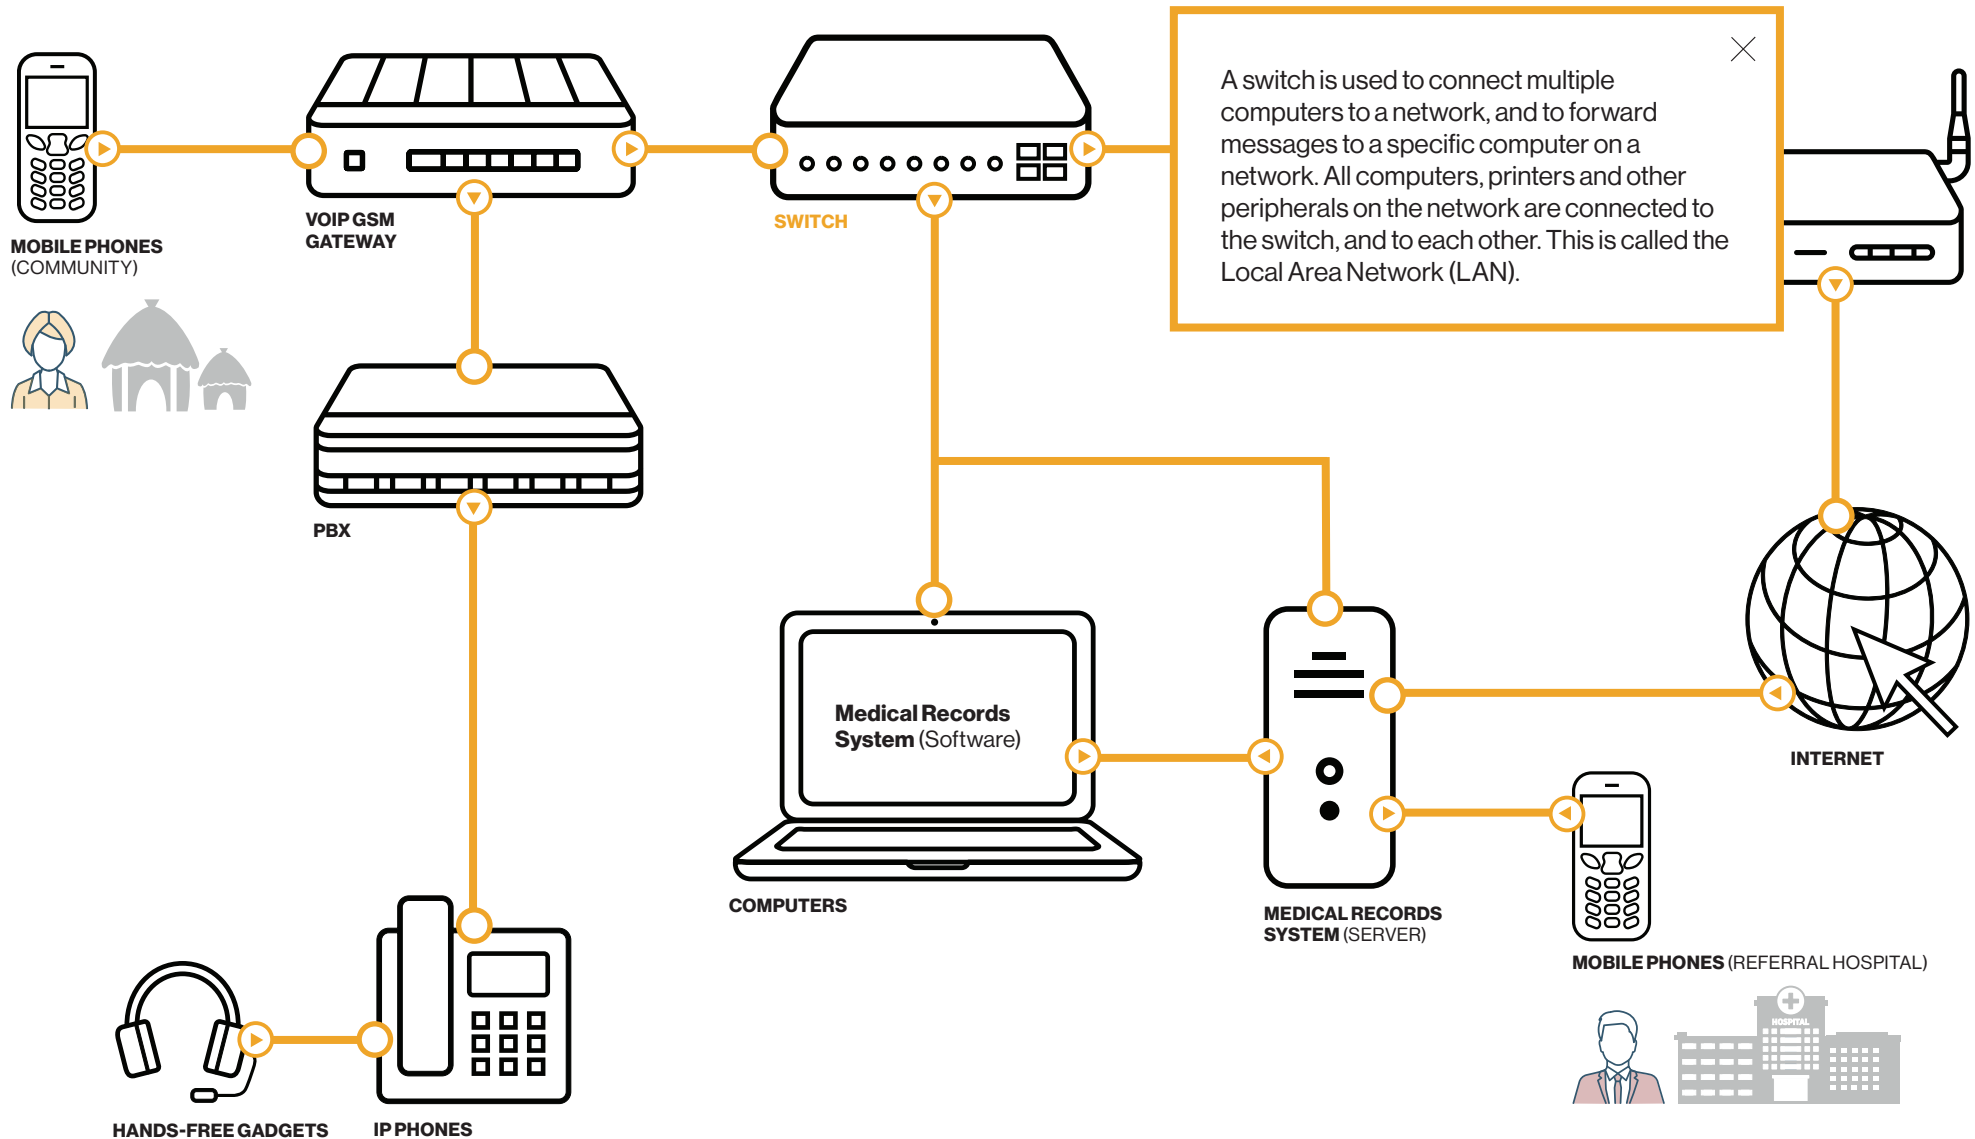 A switch is used to connect multiple
computers to a network, and to forward
messages to a specific computer on a
network. All computers, printers and other
peripherals on the network are connected to
the switch, and to each other. This is called the
Local Area Network (LAN).
MOBILE PHONES
(COMMUNITY)
VOIP GSM
GATEWAY
SWITCH
PBX
Medical Records
System (Software)
COMPUTERS
MEDICAL RECORDS
SYSTEM (SERVER)
INTERNET
MOBILE PHONES (REFERRAL HOSPITAL)
HOSPITAL
HANDS-FREE GADGETS
IP PHONES